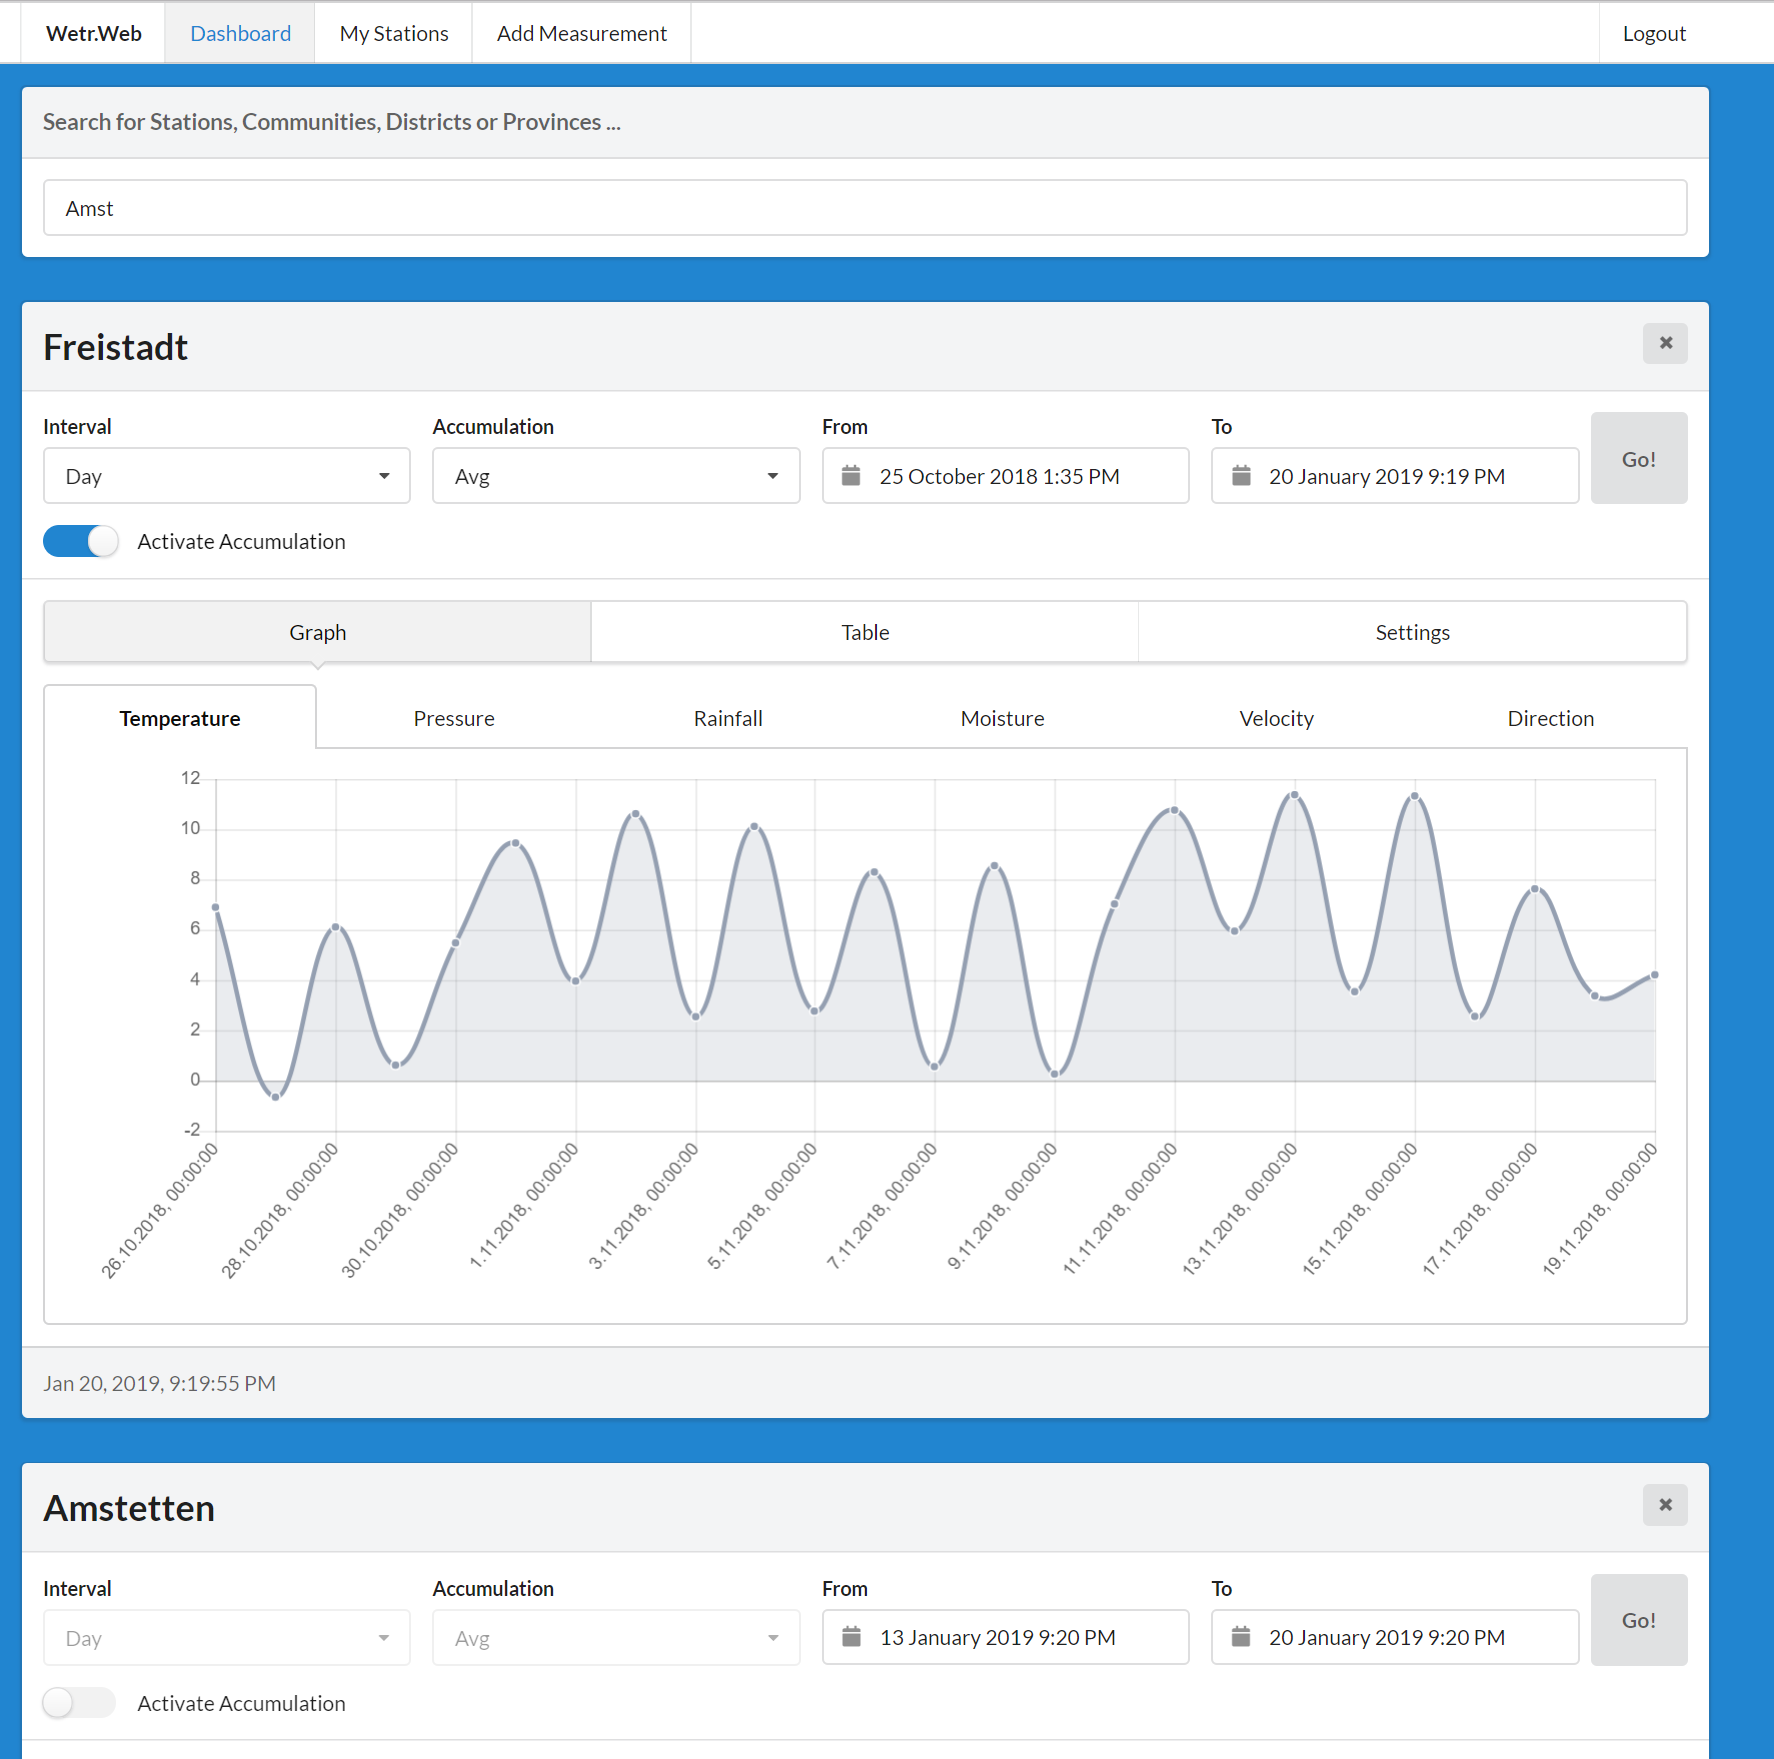 Wetr.Web Dashboard My Stations Add Measurement Logout
Search for Stations, Communities, Districts or Provinces ...
Amst
Freistadt
Interval Accumulation From To
Day Avg 25 October 2018 1:35 PM 20 January 2019 9:19 PM Go!
Activate Accumulation
Graph Table Settings
Temperature Pressure Rainfall Moisture Velocity Direction
12
10
8
6
4
2
0
-2
26.10.2018, 00:00:00 28.10.2018, 00:00:00 30.10.2018, 00:00:00 1.11.2018, 00:00:00 3.11.2018, 00:00:00 5.11.2018, 00:00:00 7.11.2018, 00:00:00 9.11.2018, 00:00:00 11.11.2018, 00:00:00 13.11.2018, 00:00:00 15.11.2018, 00:00:00 17.11.2018, 00:00:00 19.11.2018, 00:00:00
Jan 20, 2019, 9:19:55 PM
Amstetten
Interval Accumulation From To
Day Avg 13 January 2019 9:20 PM 20 January 2019 9:20 PM Go!
Activate Accumulation